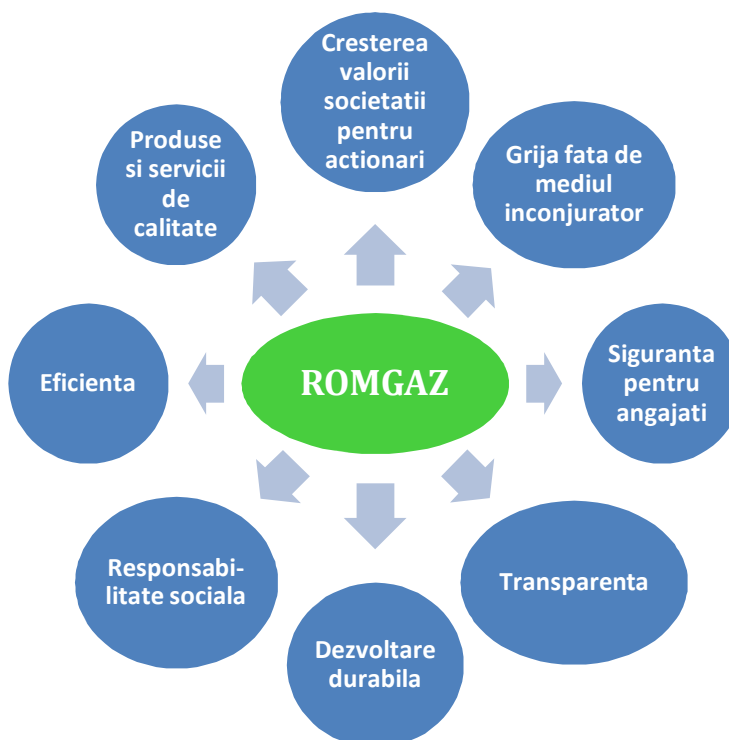 Cresterea
valorii
societatii
pentru
actionari
Produse
si servicii
de
calitate
Grija fata de
mediul
inconjurator
Eficienta
ROMGAZ
Siguranta
pentru
angajati
Responsabi-
litate sociala
Transparenta
Dezvoltare
durabila